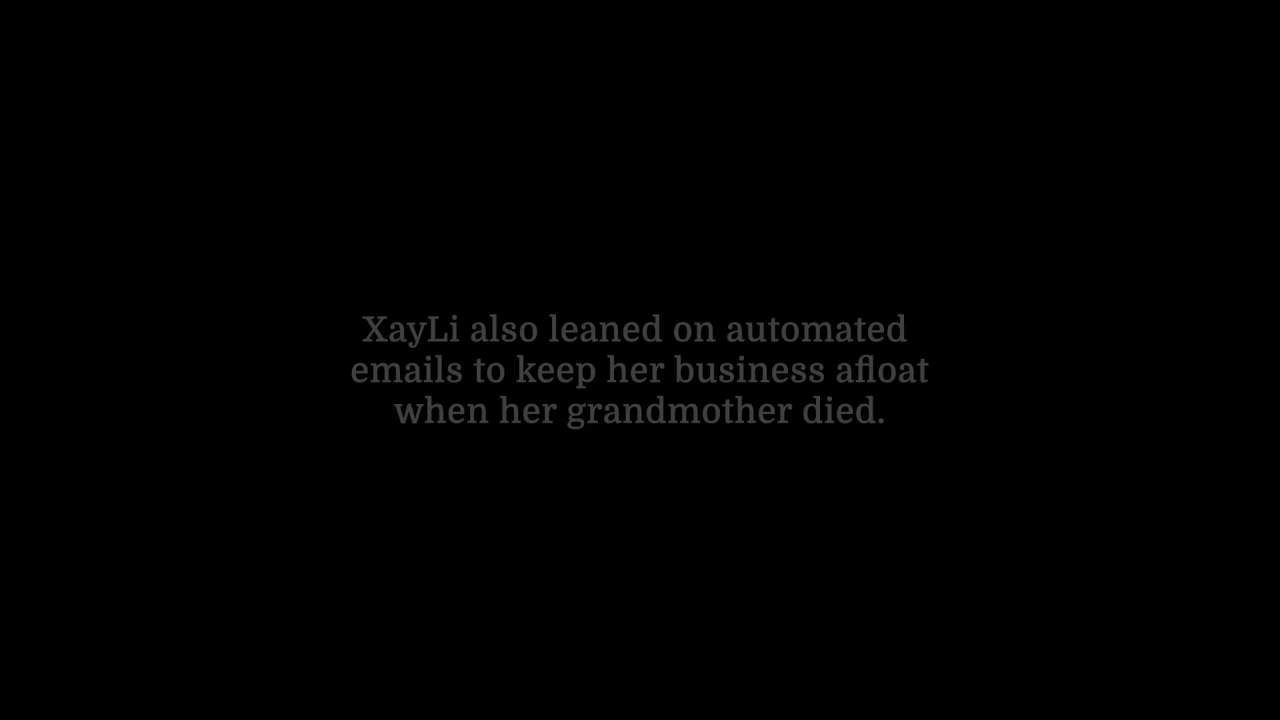 XayLi also leaned on automated
emails to keep her business afloat
when her grandmother died.